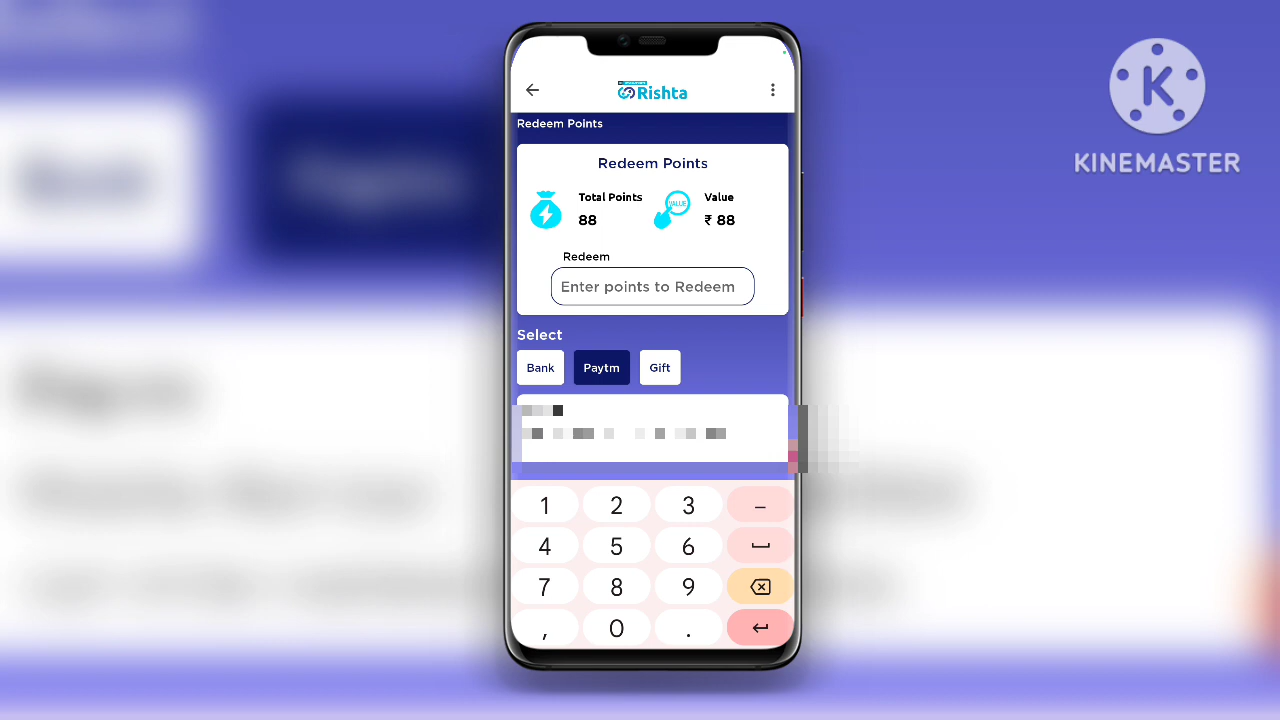 Rishta
Redeem Points
Redeem Points
Total Points
88
VALUE
Value
₹ 88
Redeem
Enter points to Redeem
Select
Bank
Paytm
Gift
1 2 3 –
4 5 6
7 8 9
, 0 .
K
KINEMASTER